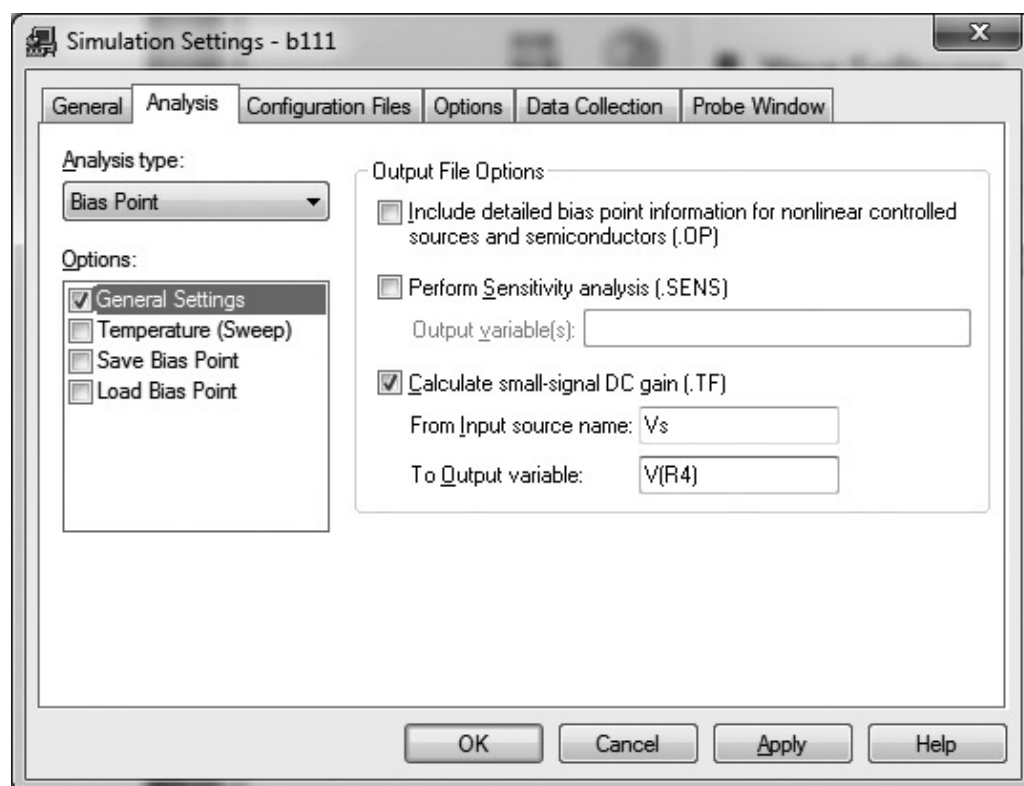 Simulation Settings - b111
x
General
Analysis
Configuration Files
Options
Data Collection
Probe Window
Analysis type:
Bias Point
Options:
General Settings
Temperature (Sweep)
Save Bias Point
Load Bias Point
Output File Options
Include detailed bias point information for nonlinear controlled
sources and semiconductors (.OP)
Perform Sensitivity analysis (.SENS)
Output variable(s):
Calculate small-signal DC gain (.TF)
From Input source name: Vs
To Output variable: V(R4)
OK
Cancel
Apply
Help